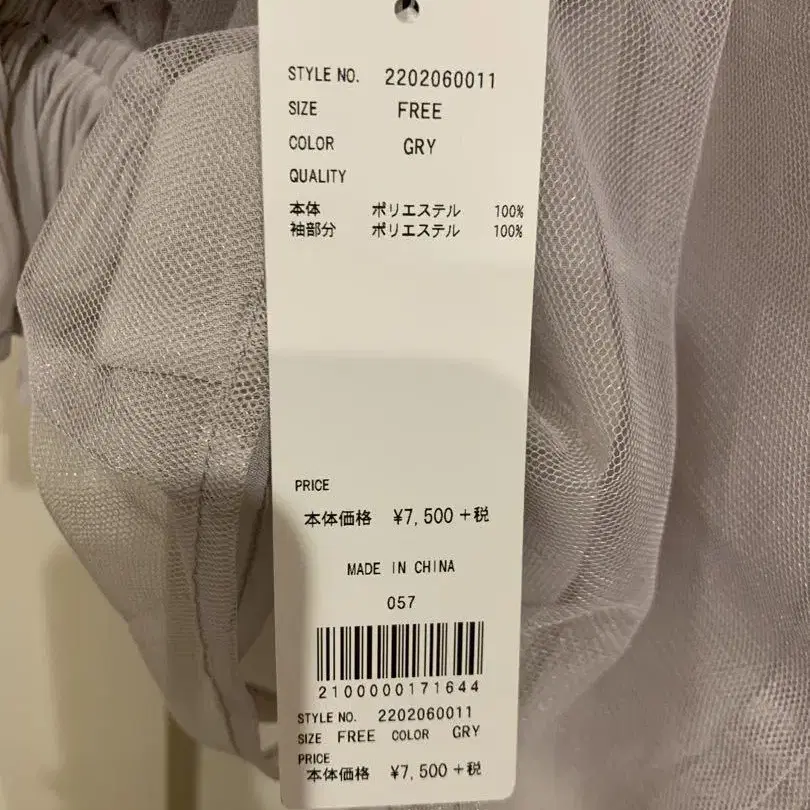 STYLE NO. 2202060011
SIZE FREE
COLOR GRY
QUALITY
本体 ポリエステル 100%
袖部分 ポリエステル 100%
PRICE
本体価格 ¥7,500+税
MADE IN CHINA
057
2100000171644
STYLE NO. 2202060011
SIZE FREE COLOR GRY
PRICE
本体価格 ¥7,500+税